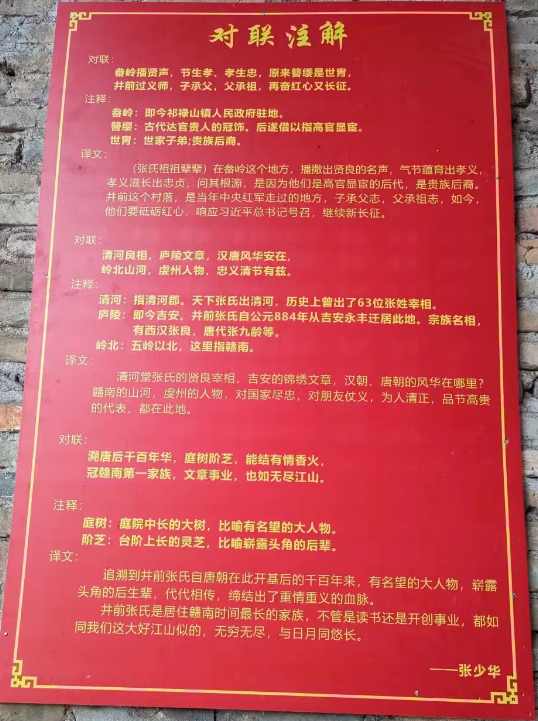 对联注解
对联：
畚岭播贤声，节生孝、孝生忠，原来簪缨是世胄，
井前过义师，子承父，父承祖，再奋红心又长征。
注释：
畚岭：即今祁禄山镇人民政府驻地。
簪缨：古代达官贵人的冠饰。后遂借以指高官显宦。
世胄：世家子弟;贵族后裔。
译文：
（张氏祖祖辈辈）在畚岭这个地方，播撒出贤良的名声，气节蕴育出孝义，
孝义滋长出忠贞，问其根源，是因为他们是高官显宦的后代，是贵族后裔。
井前这个村落，是当年中央红军走过的地方，子承父志，父承祖志，如今，
他们要砥砺红心，响应习近平总书记号召，继续新长征。
对联：
清河良相，庐陵文章，汉唐风华安在，
岭北山河，虔州人物，忠义清节有兹。
注释：
清河：指清河郡。天下张氏出清河，历史上曾出了63位张姓宰相。
庐陵：即今吉安。井前张氏自公元884年从吉安永丰迁居此地。宗族名相，
有西汉张良，唐代张九龄等。
岭北：五岭以北，这里指赣南。
译文：
清河堂张氏的贤良宰相，吉安的锦绣文章，汉朝、唐朝的风华在哪里？
赣南的山河，虔州的人物，对国家尽忠，对朋友仗义，为人清正，品节高贵
的代表，都在此地。
对联：
溯唐后千百年华，庭树阶芝，能结有情香火，
冠赣南第一家族，文章事业，也如无尽江山。
注释：
庭树：庭院中长的大树，比喻有名望的大人物。
阶芝：台阶上长的灵芝，比喻崭露头角的后辈。
译文：
追溯到井前张氏自唐朝在此开基后的千百年来，有名望的大人物，崭露
头角的后生辈，代代相传，缔结出了重情重义的血脉。
井前张氏是居住赣南时间最长的家族，不管是读书还是开创事业，都如
同我们这大好江山似的，无穷无尽，与日月同悠长。
——张少华